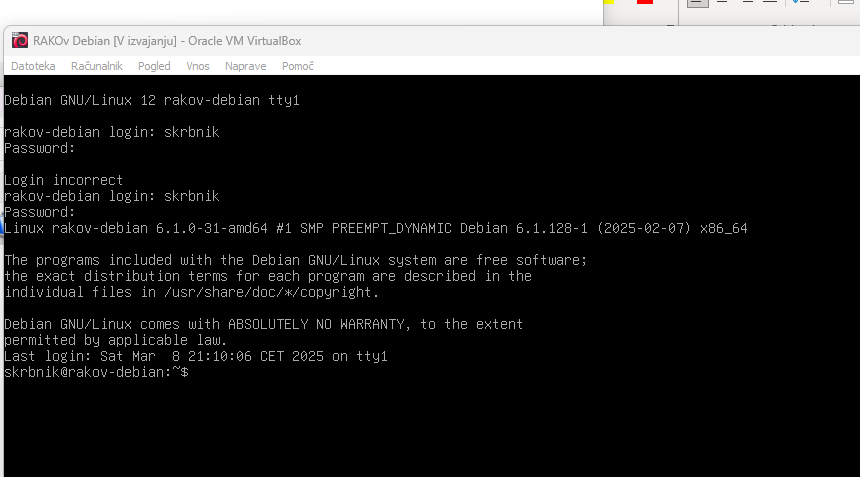 RAKOv Debian [V izvajanju] - Oracle VM VirtualBox
Datoteka Računalnik Pogled Vnos Naprave Pomoč
Debian GNU/Linux 12 rakov-debian tty1
rakov-debian login: skrbnik
Password:
Login incorrect
rakov-debian login: skrbnik
Password:
Linux rakov-debian 6.1.0-31-amd64 #1 SMP PREEMPT_DYNAMIC Debian 6.1.128-1 (2025-02-07) x86_64
The programs included with the Debian GNU/Linux system are free software;
the exact distribution terms for each program are described in the
individual files in /usr/share/doc/*/copyright.
Debian GNU/Linux comes with ABSOLUTELY NO WARRANTY, to the extent
permitted by applicable law.
Last login: Sat Mar  8 21:10:06 CET 2025 on tty1
skrbnik@rakov-debian:~$